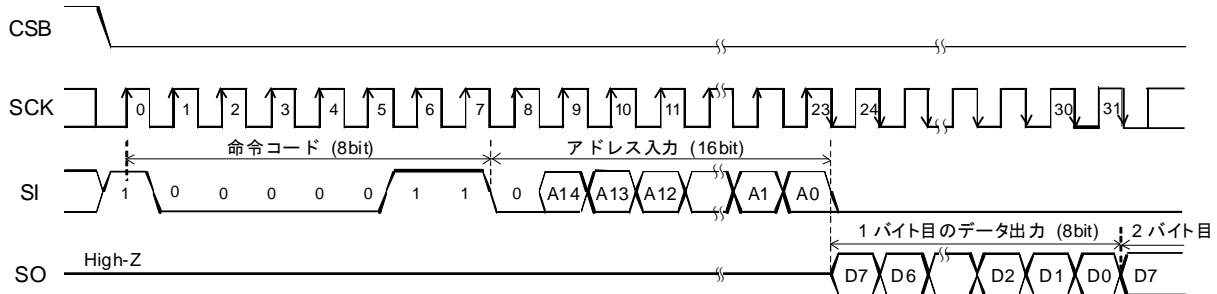 CSB
SCK 0 1 2 3 4 5 6 7 8 9 10 11 23 24 30 31
命令コード (8bit) アドレス入力 (16bit)
SI 1 0 0 0 0 0 1 1 0 A14 A13 A12 A1 A0
1 バイト目のデータ出力 (8bit) 2 バイト目
High-Z
SO D7 D6 D2 D1 D0 D7